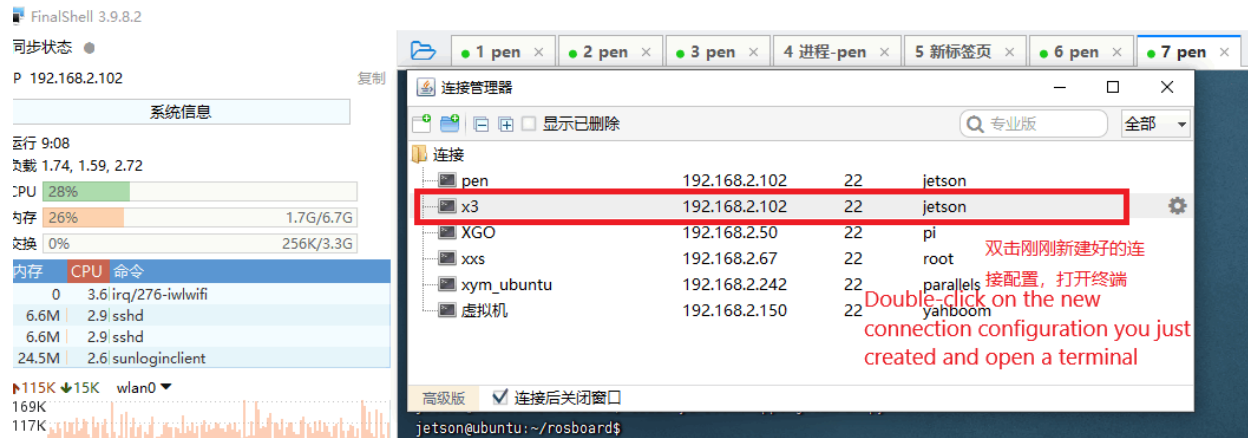 FinalShell 3.9.8.2
同步状态
P 192.168.2.102 复制
系统信息
运行 9:08
负载 1.74, 1.59, 2.72
CPU 28%
内存 26% 1.7G/6.7G
交换 0% 256K/3.3G
内存 CPU 命令
0 3.6 irq/276-iwlwifi
6.6M 2.9 sshd
6.6M 2.9 sshd
24.5M 2.6 sunloginclient
115K 15K wlan0
169K
117K
1 pen × 2 pen × 3 pen × 4 进程-pen × 5 新标签页 × 6 pen × 7 pen ×
连接管理器
显示已删除 专业版 全部
连接
pen 192.168.2.102 22 jetson
x3 192.168.2.102 22 jetson
XGO 192.168.2.50 22 pi
xxs 192.168.2.67 22 root
xym_ubuntu 192.168.2.242 22 parallels
虚拟机 192.168.2.150 22 yahboom
双击刚刚新建好的连
接配置，打开终端
Double-click on the new
connection configuration you just
created and open a terminal
高级版 连接后关闭窗口
jetson@ubuntu:~/rosboard$